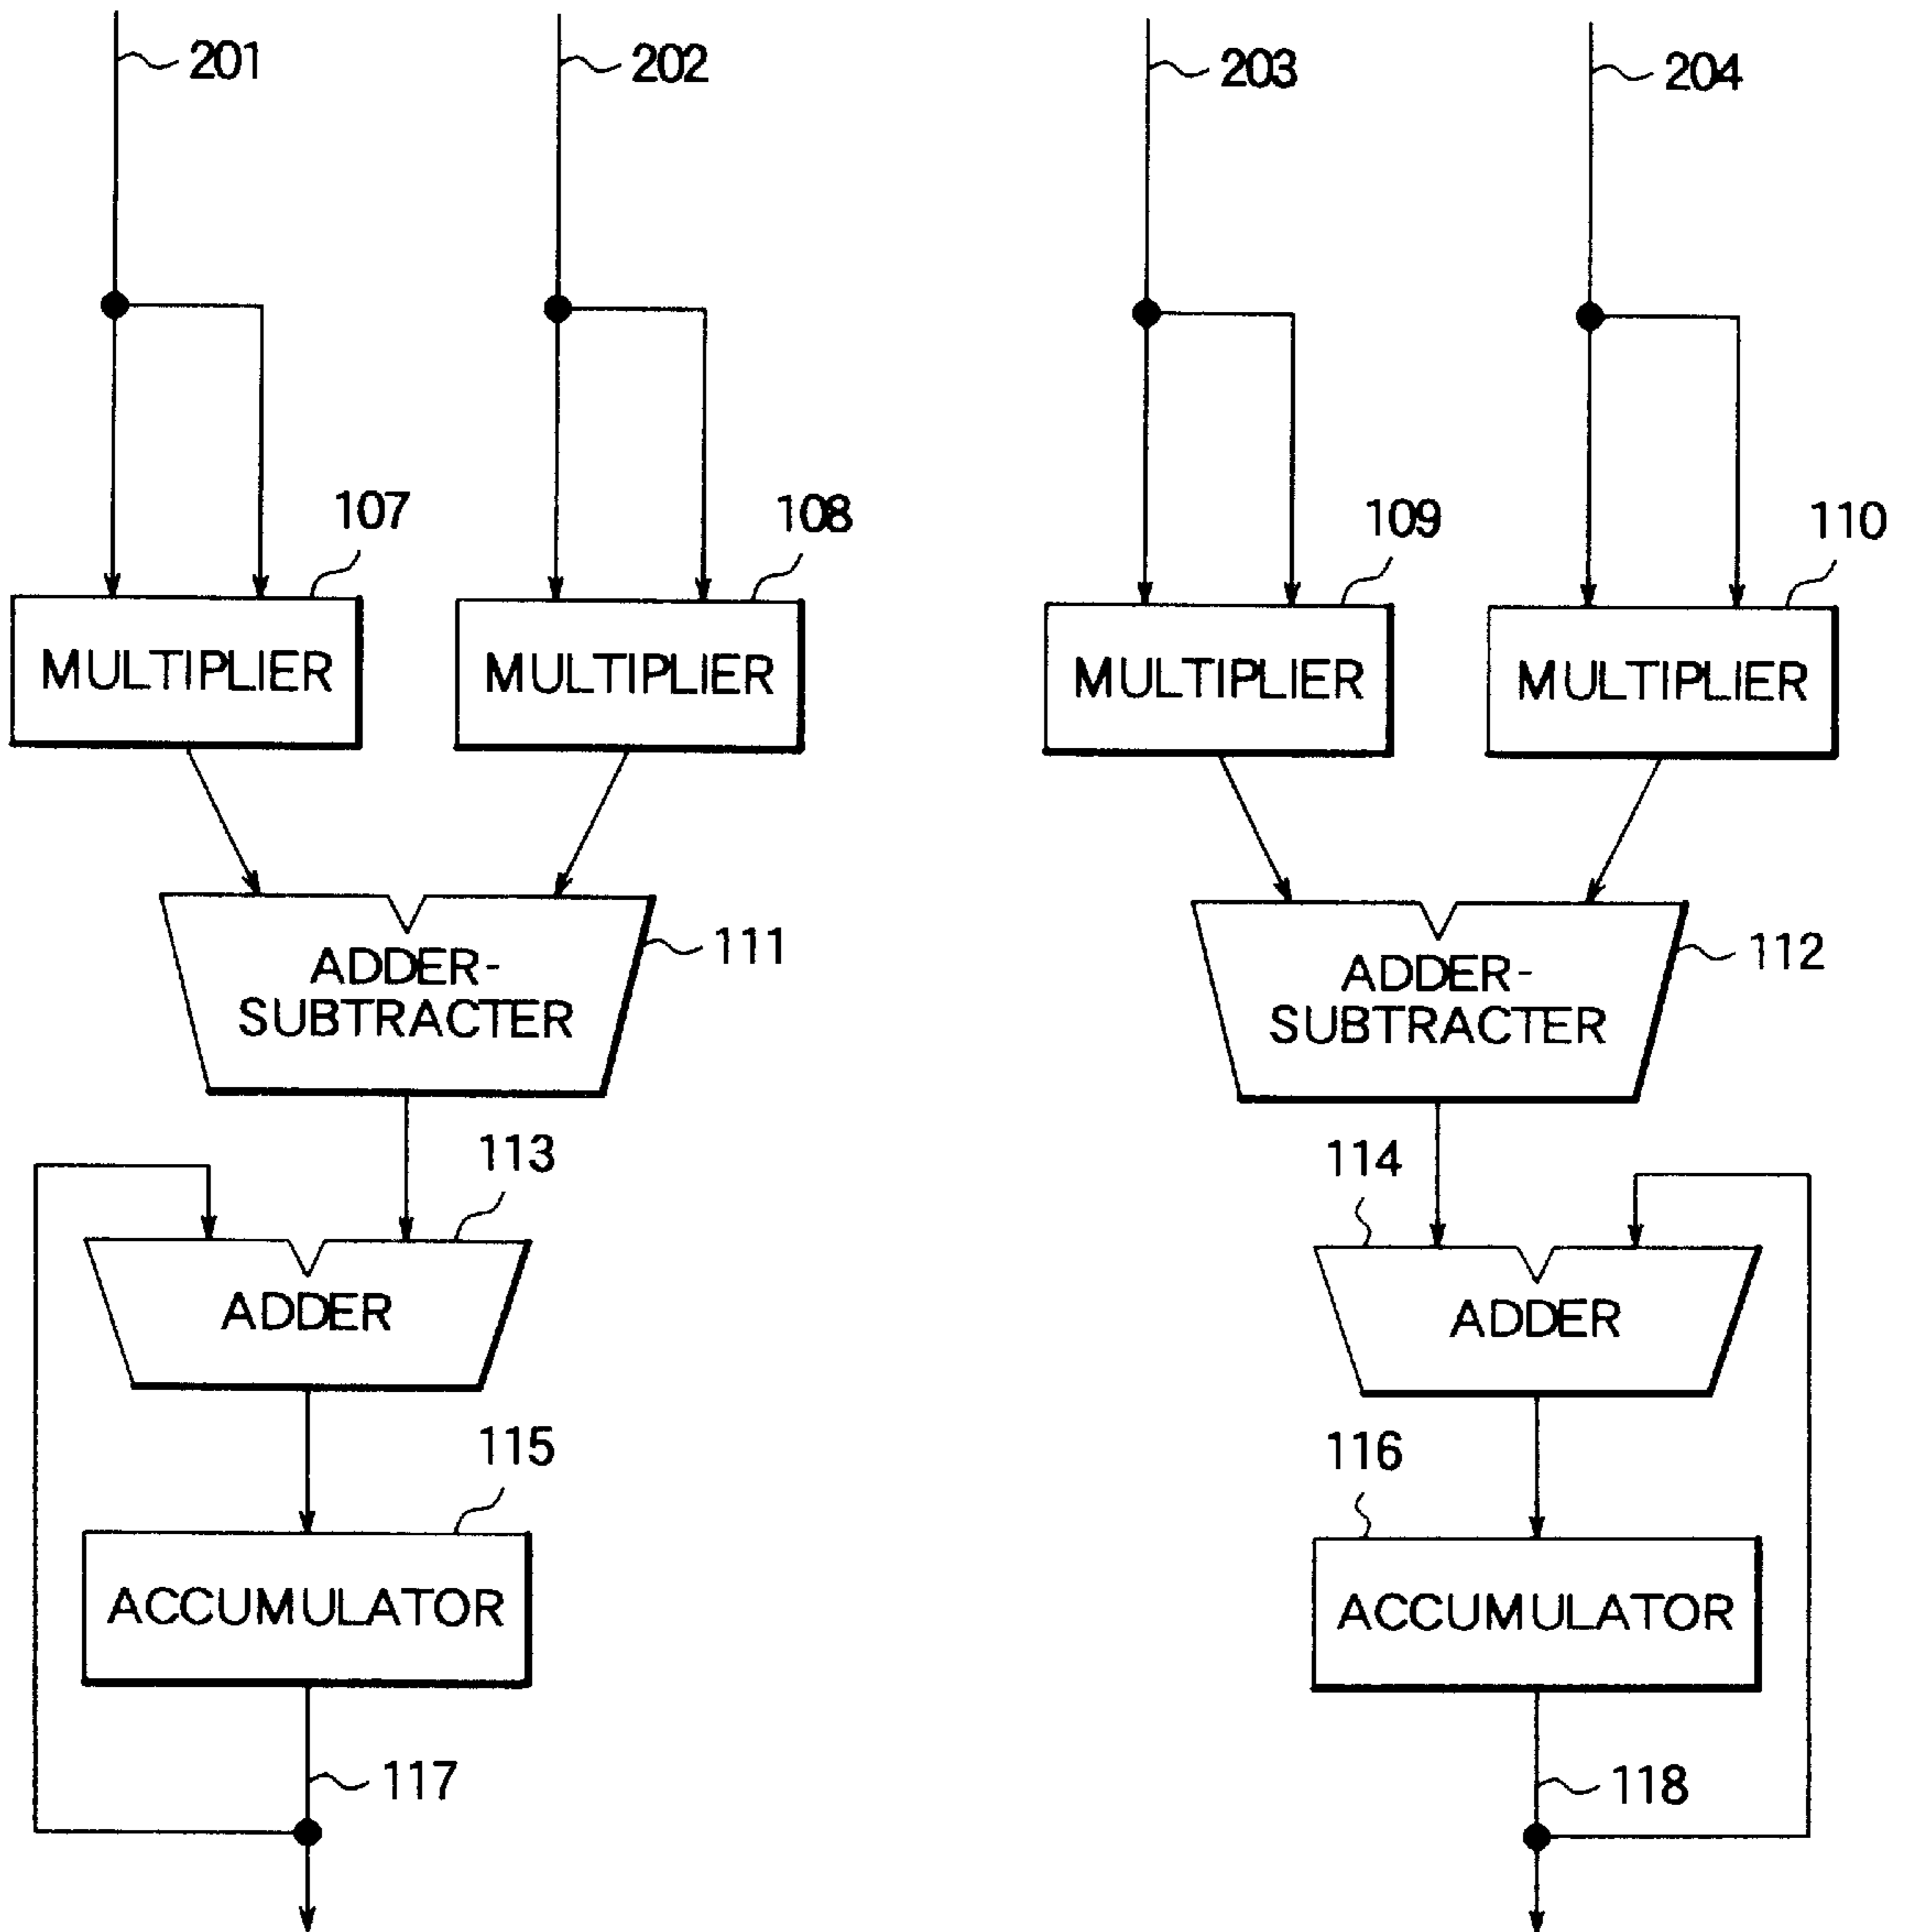 201
202
203
204
107
108
109
110
MULTIPLIER
MULTIPLIER
MULTIPLIER
MULTIPLIER
ADDER-
SUBTRACTER
111
ADDER-
SUBTRACTER
112
113
114
ADDER
ADDER
115
116
ACCUMULATOR
ACCUMULATOR
117
118